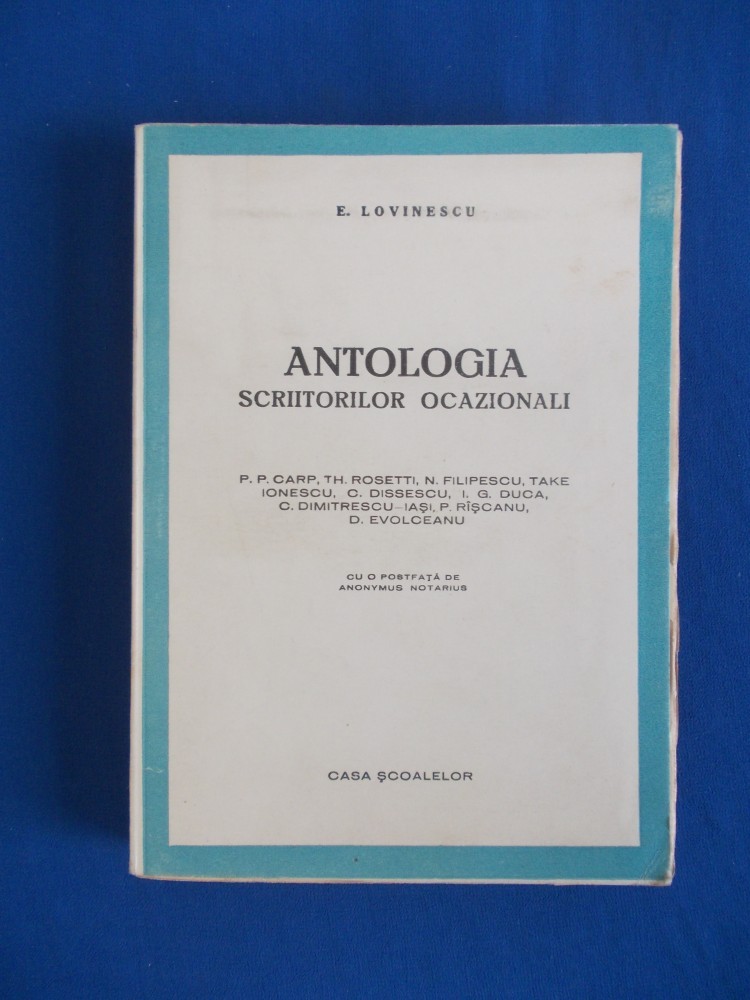 E. LOVINESCU
ANTOLOGIA
SCRIITORILOR OCAZIONALI
P. P. CARP, TH. ROSETTI, N. FILIPESCU, TAKE
IONESCU, C. DISSESCU, I. G. DUCA,
C. DIMITRESCU-IAŞI, P. RÎŞCANU,
D. EVOLCEANU
CU O POSTFAŢĂ DE
ANONYMUS NOTARIUS
CASA ŞCOALELOR